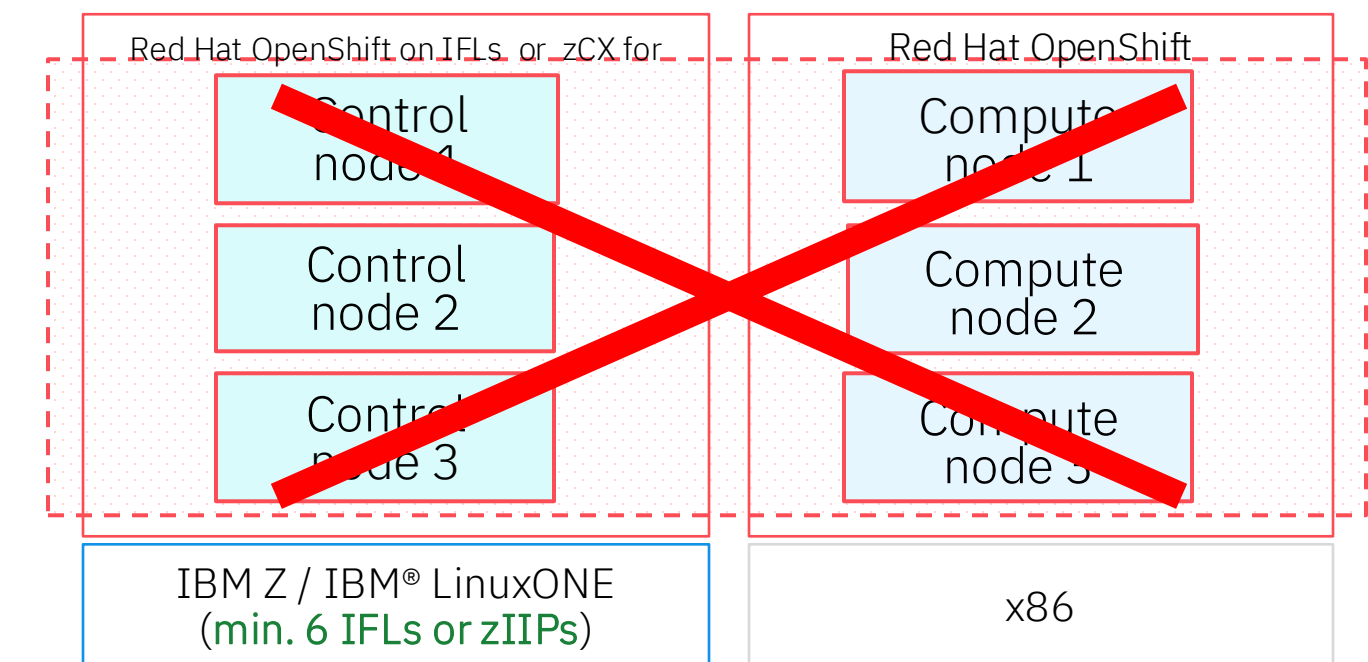 Red Hat OpenShift on IFLs or zCX for
Control
node 1
Control
node 2
Control
node 3
IBM Z / IBM® LinuxONE
(min. 6 IFLs or zIIPs)
Red Hat OpenShift
Compute
node 1
Compute
node 2
Compute
node 3
x86